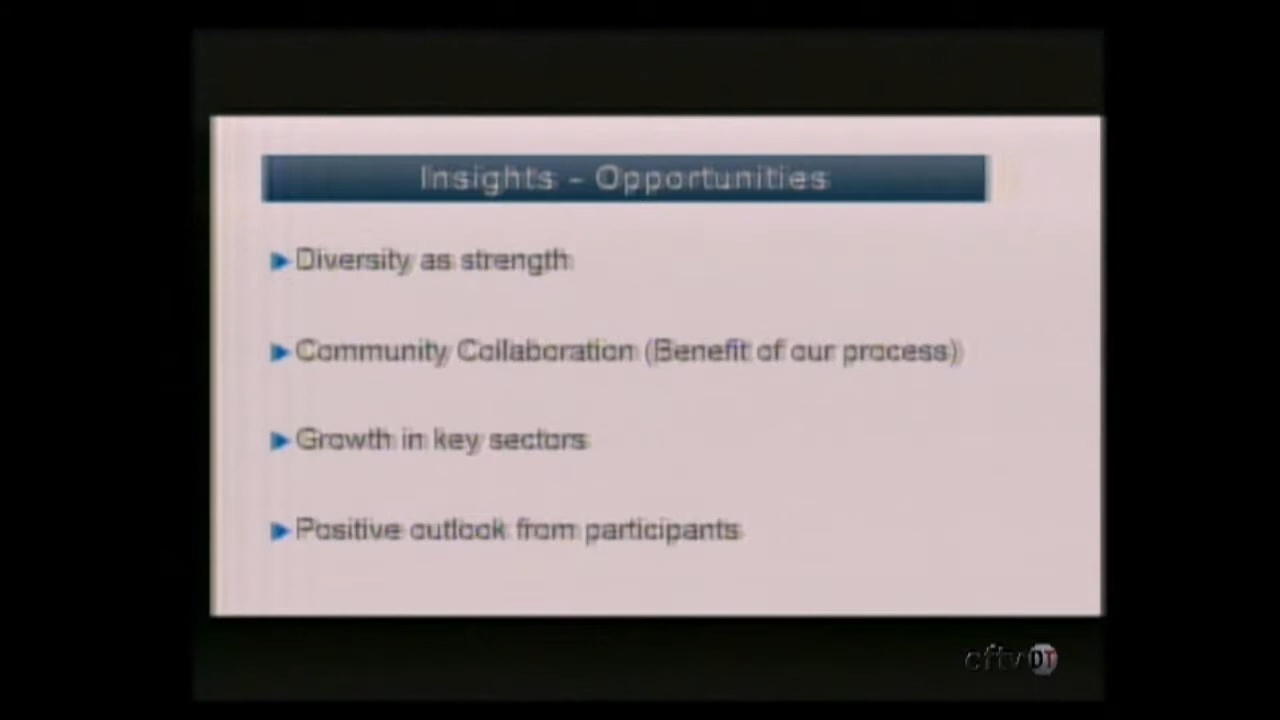 Insights - Opportunities
Diversity as strength
Community Collaboration (Benefit of our process)
Growth in key sectors
Positive outlook from participants
cftv DT